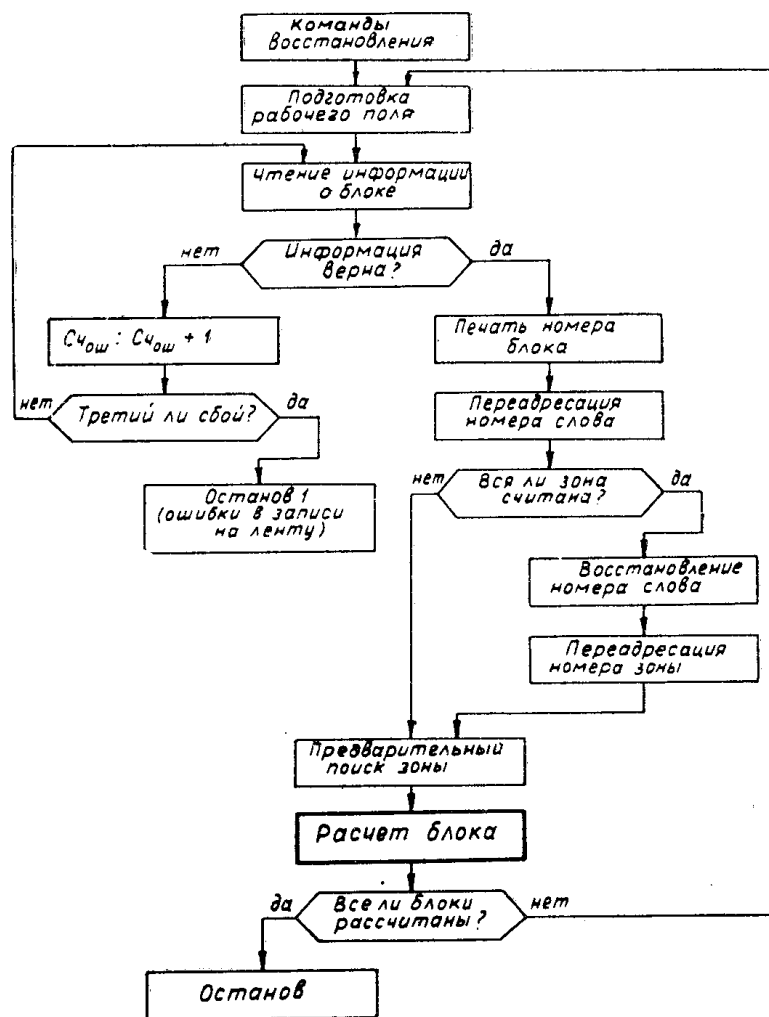 Команды
восстановления
Подготовка
рабочего поля
Чтение информации
о блоке
нет
Информация
верна?
да
Сч_ош : Сч_ош + 1
Печать номера
блока
нет
Третий ли сбой?
да
Переадресация
номера слова
Останов 1
(ошибки в записи
на ленту)
нет
Вся ли зона
считана?
да
Восстановление
номера слова
Переадресация
номера зоны
Предварительный
поиск зоны
Расчет блока
да
Все ли блоки
рассчитаны?
нет
Останов